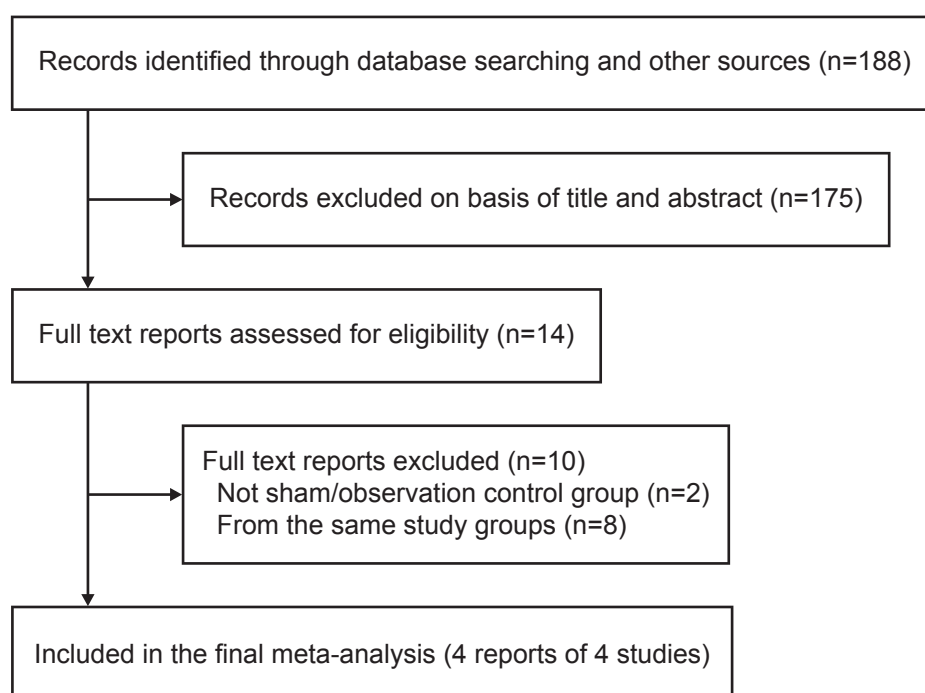 Records identified through database searching and other sources (n=188)
Records excluded on basis of title and abstract (n=175)
Full text reports assessed for eligibility (n=14)
Full text reports excluded (n=10)
Not sham/observation control group (n=2)
From the same study groups (n=8)
Included in the final meta-analysis (4 reports of 4 studies)